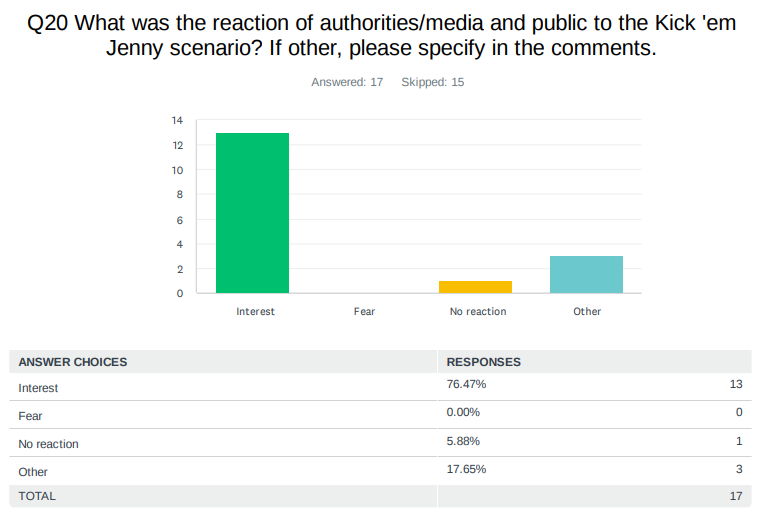 Q20 What was the reaction of authorities/media and public to the Kick 'em
Jenny scenario? If other, please specify in the comments.
Answered: 17 Skipped: 15
14
12
10
8
6
4
2
0
Interest Fear No reaction Other
ANSWER CHOICES RESPONSES
Interest 76.47% 13
Fear 0.00% 0
No reaction 5.88% 1
Other 17.65% 3
TOTAL 17